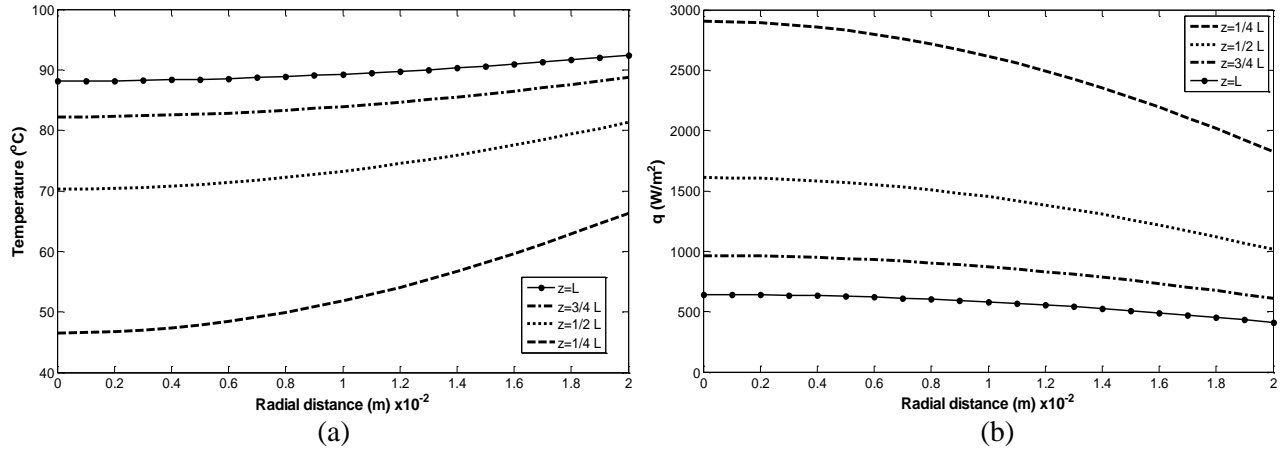 100
90
80
70
60
50
40
Temperature (°C)
z=L
z=3/4 L
z=1/2 L
z=1/4 L
0 0.2 0.4 0.6 0.8 1 1.2 1.4 1.6 1.8 2
Radial distance (m) x10-2
(a)
3000
2500
2000
1500
1000
500
0
q (W/m²)
z=1/4 L
z=1/2 L
z=3/4 L
z=L
0 0.2 0.4 0.6 0.8 1 1.2 1.4 1.6 1.8 2
Radial distance (m) x10-2
(b)